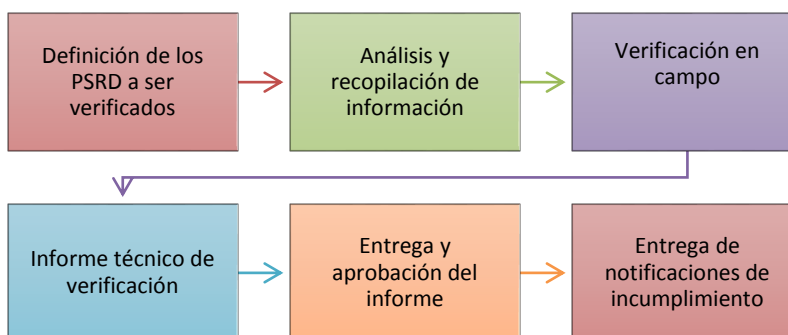 Definición de los
PSRD a ser
verificados
Análisis y
recopilación de
información
Verificación en
campo
Informe técnico de
verificación
Entrega y
aprobación del
informe
Entrega de
notificaciones de
incumplimiento